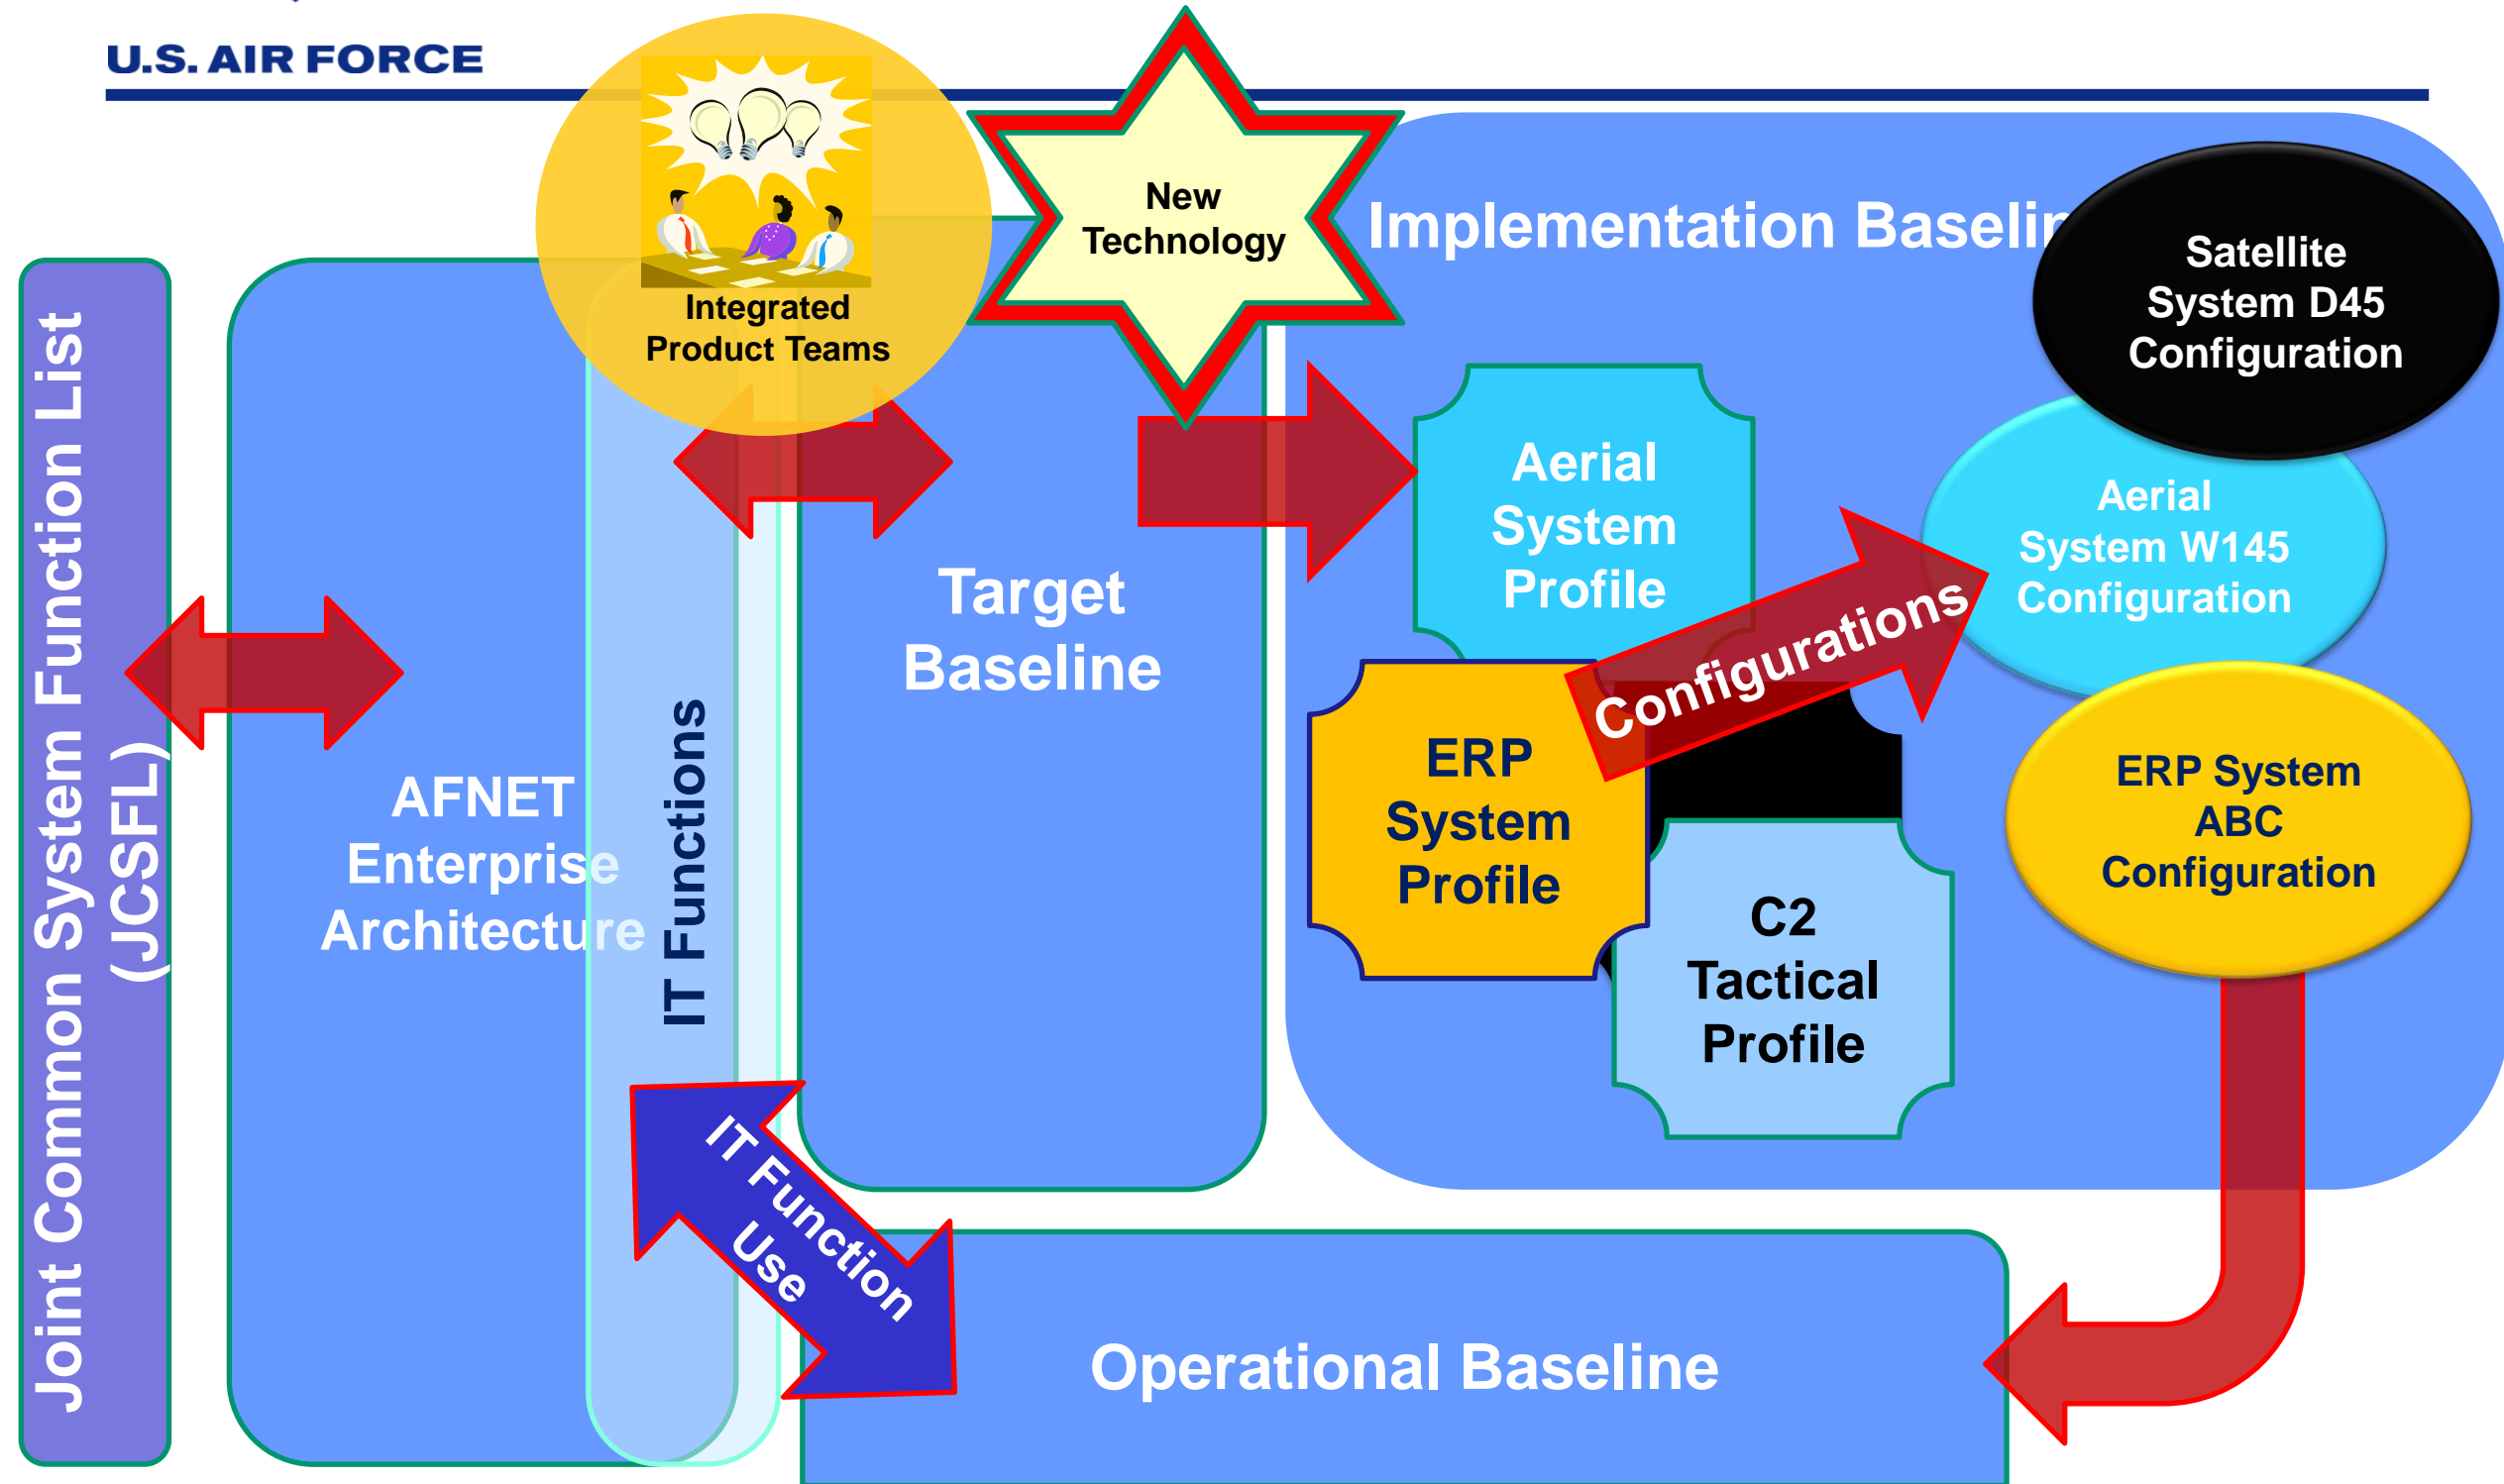 U.S. AIR FORCE
Integrated
Product Teams
New
Technology
Implementation Baselin
Satellite
System D45
Configuration
Joint Common System Function List
(JCSFL)
Aerial
System
Profile
Aerial
System W145
Configuration
Target
Baseline
Configurations
IT Functions
AFNET
Enterprise
Architecture
ERP
System
Profile
ERP System
ABC
Configuration
C2
Tactical
Profile
IT Function
Use
Operational Baseline